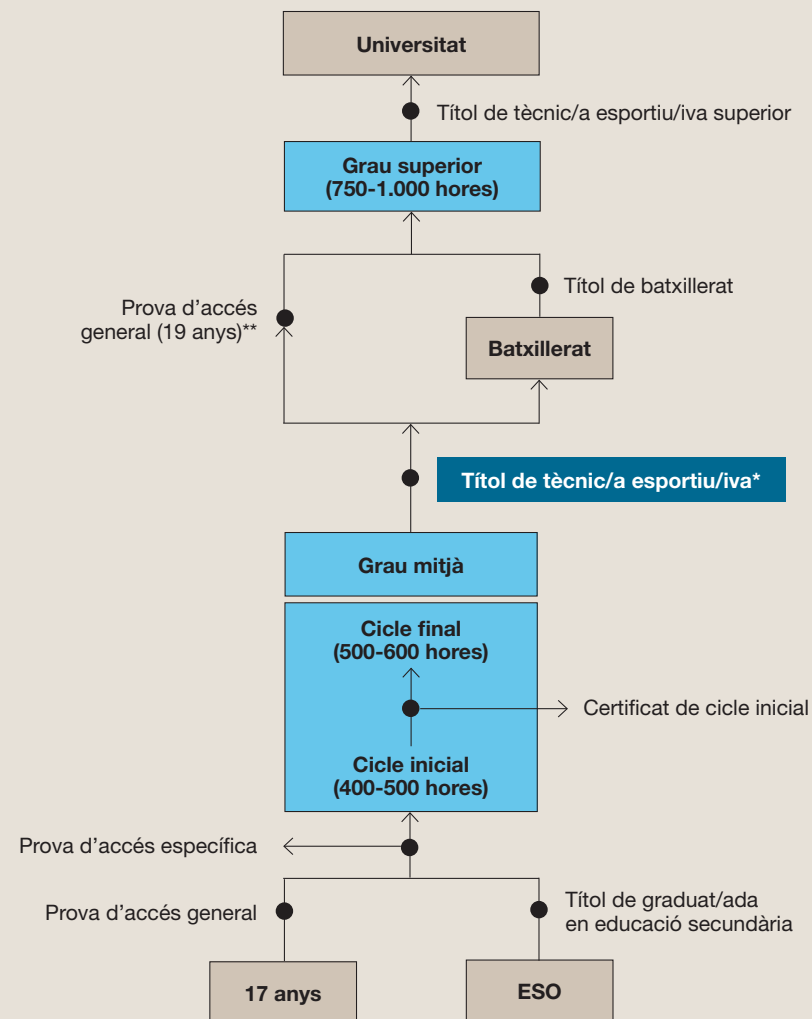 Universitat
Títol de tècnic/a esportiu/iva superior
Grau superior
(750-1.000 hores)
Títol de batxillerat
Prova d’accés
general (19 anys)**
Batxillerat
Títol de tècnic/a esportiu/iva*
Grau mitjà
Cicle final
(500-600 hores)
Certificat de cicle inicial
Cicle inicial
(400-500 hores)
Prova d’accés específica
Prova d’accés general
Títol de graduat/ada
en educació secundària
17 anys
ESO